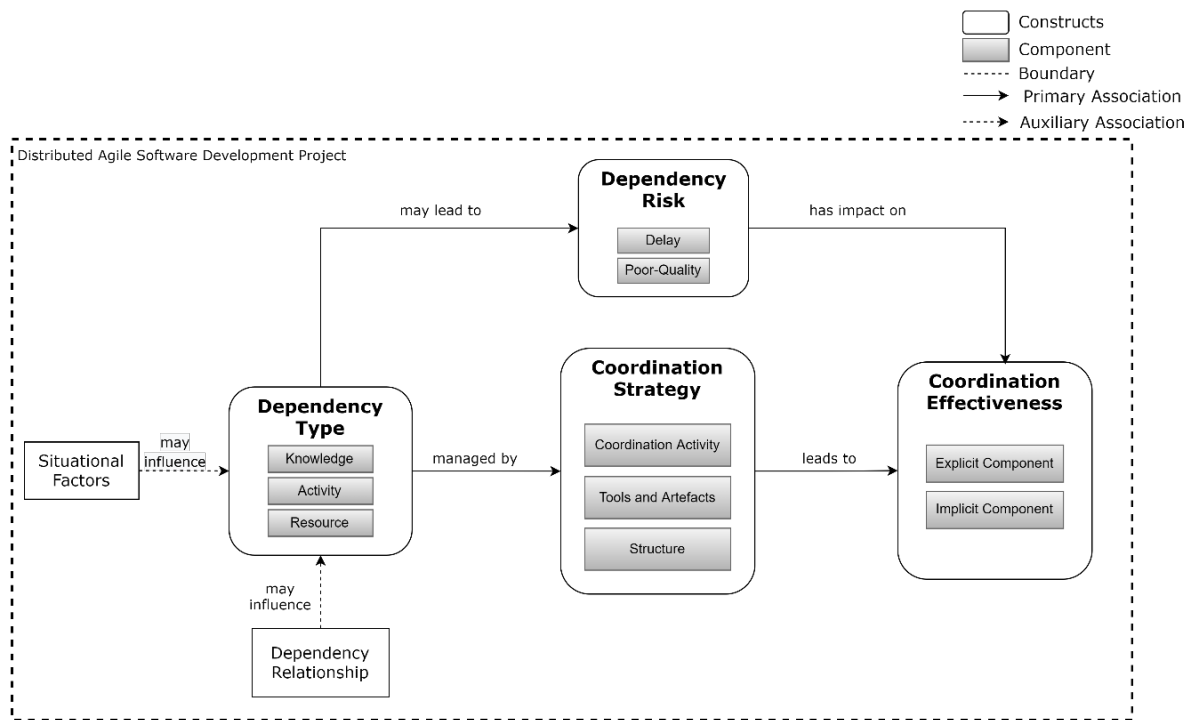 Constructs
Component
Boundary
Primary Association
Auxiliary Association
Distributed Agile Software Development Project
Dependency
Risk
Delay
Poor-Quality
may lead to
has impact on
Situational
Factors
may
influence
Dependency
Type
Knowledge
Activity
Resource
managed by
Coordination
Strategy
Coordination Activity
Tools and Artefacts
Structure
leads to
Coordination
Effectiveness
Explicit Component
Implicit Component
may
influence
Dependency
Relationship